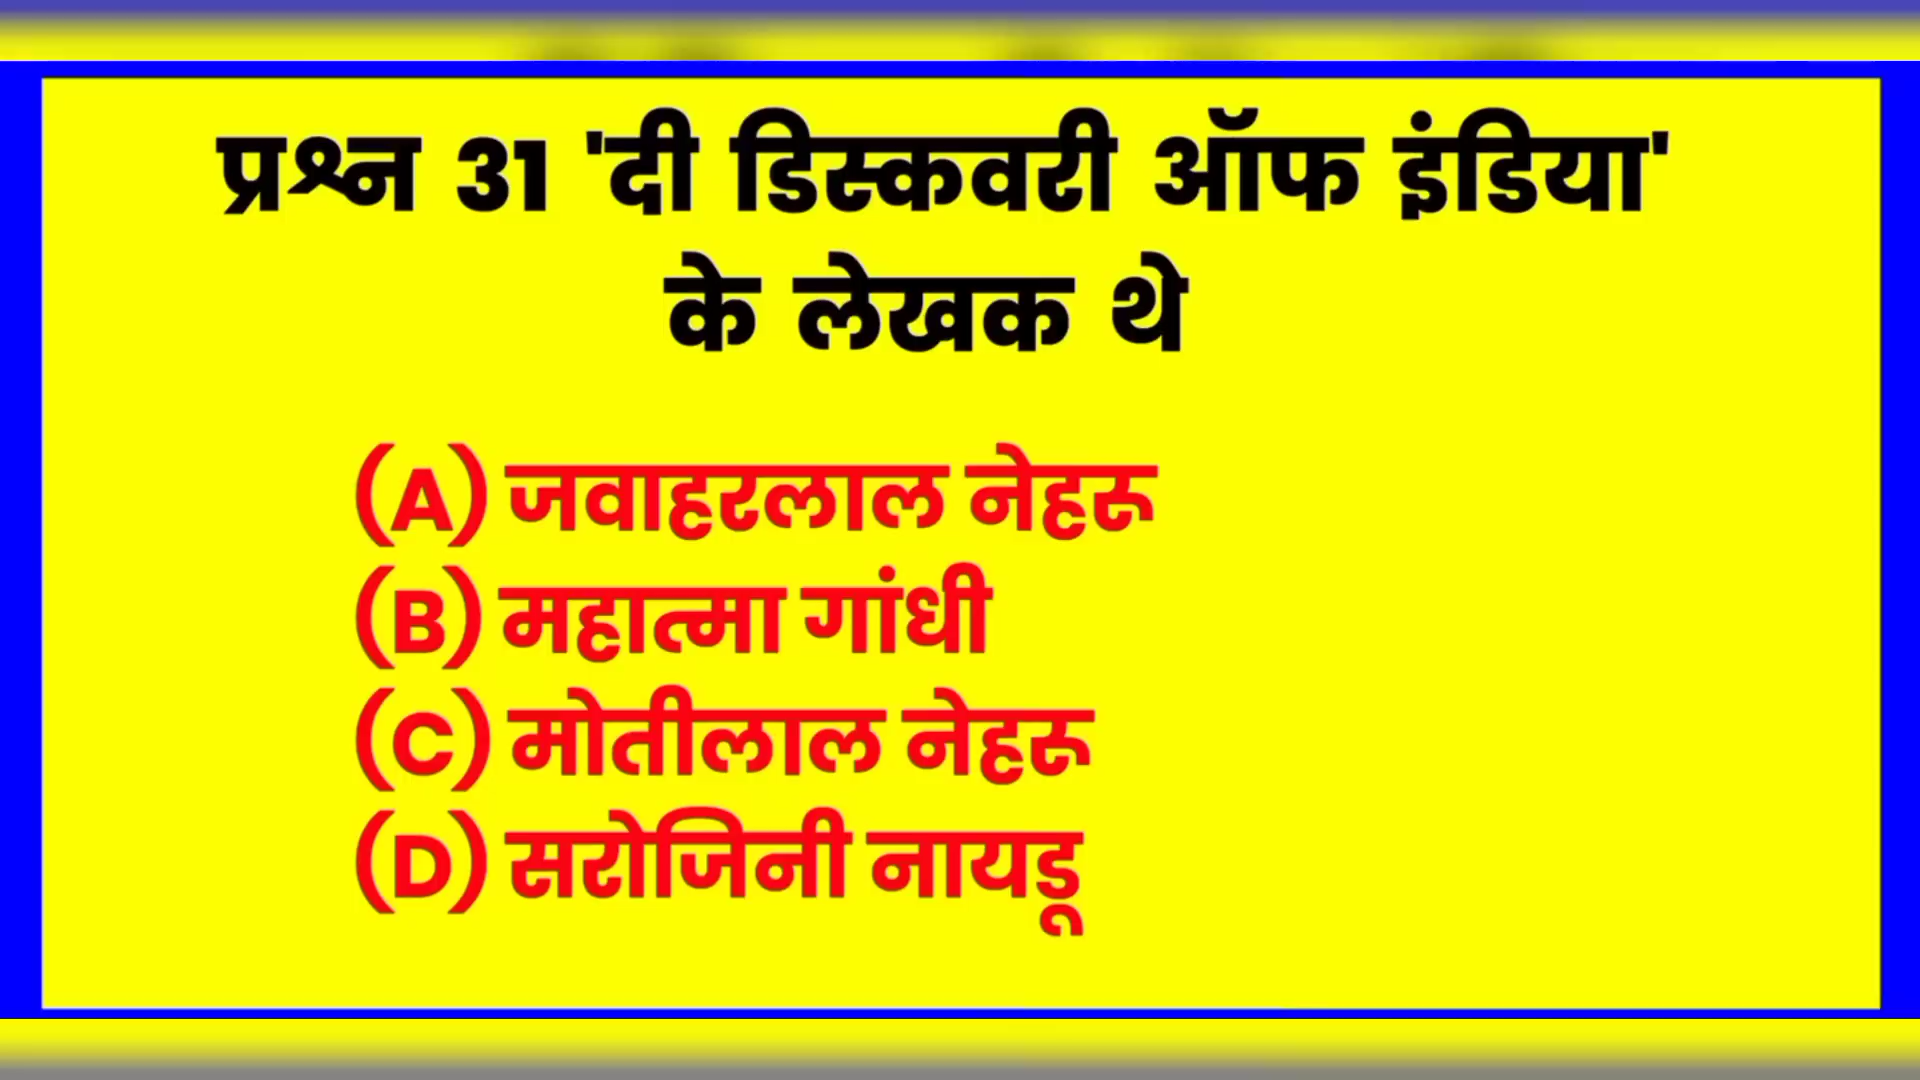 प्रश्न 31 'दी डिस्कवरी ऑफ इंडिया'
के लेखक थे
(A) जवाहरलाल नेहरू
(B) महात्मा गांधी
(C) मोतीलाल नेहरू
(D) सरोजिनी नायडू